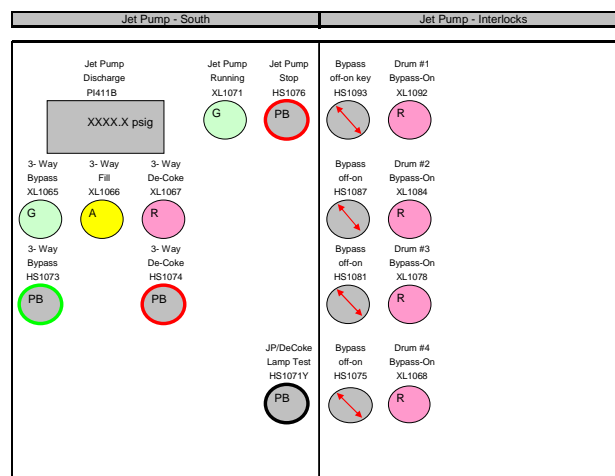 Jet Pump - South
Jet Pump - Interlocks
Jet Pump
Discharge
PI411B
XXXX.X psig
Jet Pump
Running
XL1071
G
Jet Pump
Stop
HS1076
PB
Bypass
off-on key
HS1093
Drum #1
Bypass-On
XL1092
R
3- Way
Bypass
XL1065
G
3- Way
Fill
XL1066
A
3- Way
De-Coke
XL1067
R
Bypass
off-on
HS1087
Drum #2
Bypass-On
XL1084
R
3- Way
Bypass
HS1073
PB
3- Way
De-Coke
HS1074
PB
Bypass
off-on
HS1081
Drum #3
Bypass-On
XL1078
R
JP/DeCoke
Lamp Test
HS1071Y
PB
Bypass
off-on
HS1075
Drum #4
Bypass-On
XL1068
R